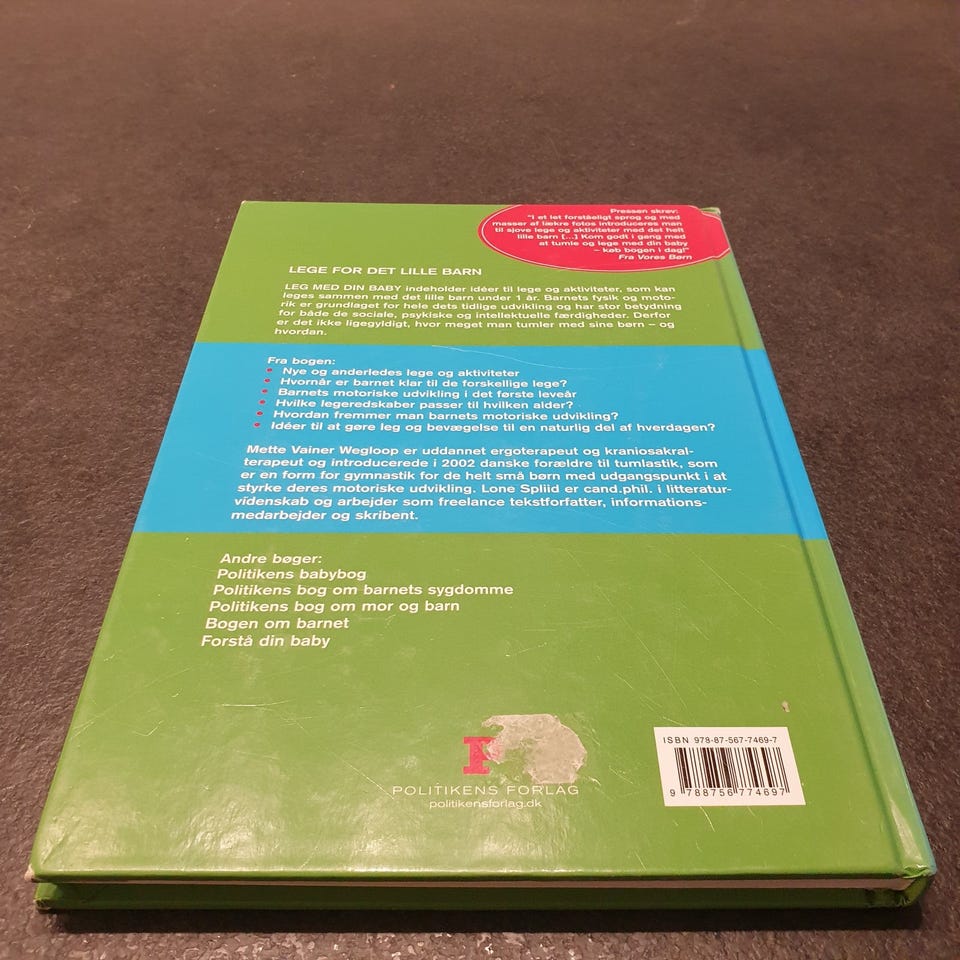 Pressen skrev:
"I et let forståeligt sprog og med
masser af lækre fotos introduceres man
til sjove lege og aktiviteter med det helt
lille barn [...] Kom godt i gang med
at tumle og lege med din baby
– køb bogen i dag!"
Fra Vores Børn
LEGE FOR DET LILLE BARN
LEG MED DIN BABY indeholder idéer til lege og aktiviteter, som kan
leges sammen med det lille barn under 1 år. Barnets fysik og moto-
rik er grundlaget for hele dets tidlige udvikling og har stor betydning
for både de sociale, psykiske og intellektuelle færdigheder. Derfor
er det ikke ligegyldigt, hvor meget man tumler med sine børn – og
hvordan.
Fra bogen:
• Nye og anderledes lege og aktiviteter
• Hvornår er barnet klar til de forskellige lege?
• Barnets motoriske udvikling i det første leveår
• Hvilke legeredskaber passer til hvilken alder?
• Hvordan fremmer man barnets motoriske udvikling?
• Idéer til at gøre leg og bevægelse til en naturlig del af hverdagen?
Mette Vainer Wegloop er uddannet ergoterapeut og kraniosakral-
terapeut og introducerede i 2002 danske forældre til tumlastik, som
er en form for gymnastik for de helt små børn med udgangspunkt i at
styrke deres motoriske udvikling. Lone Spliid er cand.phil. i litteratur-
videnskab og arbejder som freelance tekstforfatter, informations-
medarbejder og skribent.
Andre bøger:
Politikens babybog
Politikens bog om barnets sygdomme
Politikens bog om mor og barn
Bogen om barnet
Forstå din baby
POLITIKENS FORLAG
politikensforlag.dk
ISBN 978-87-567-7469-7
9 788756 774697